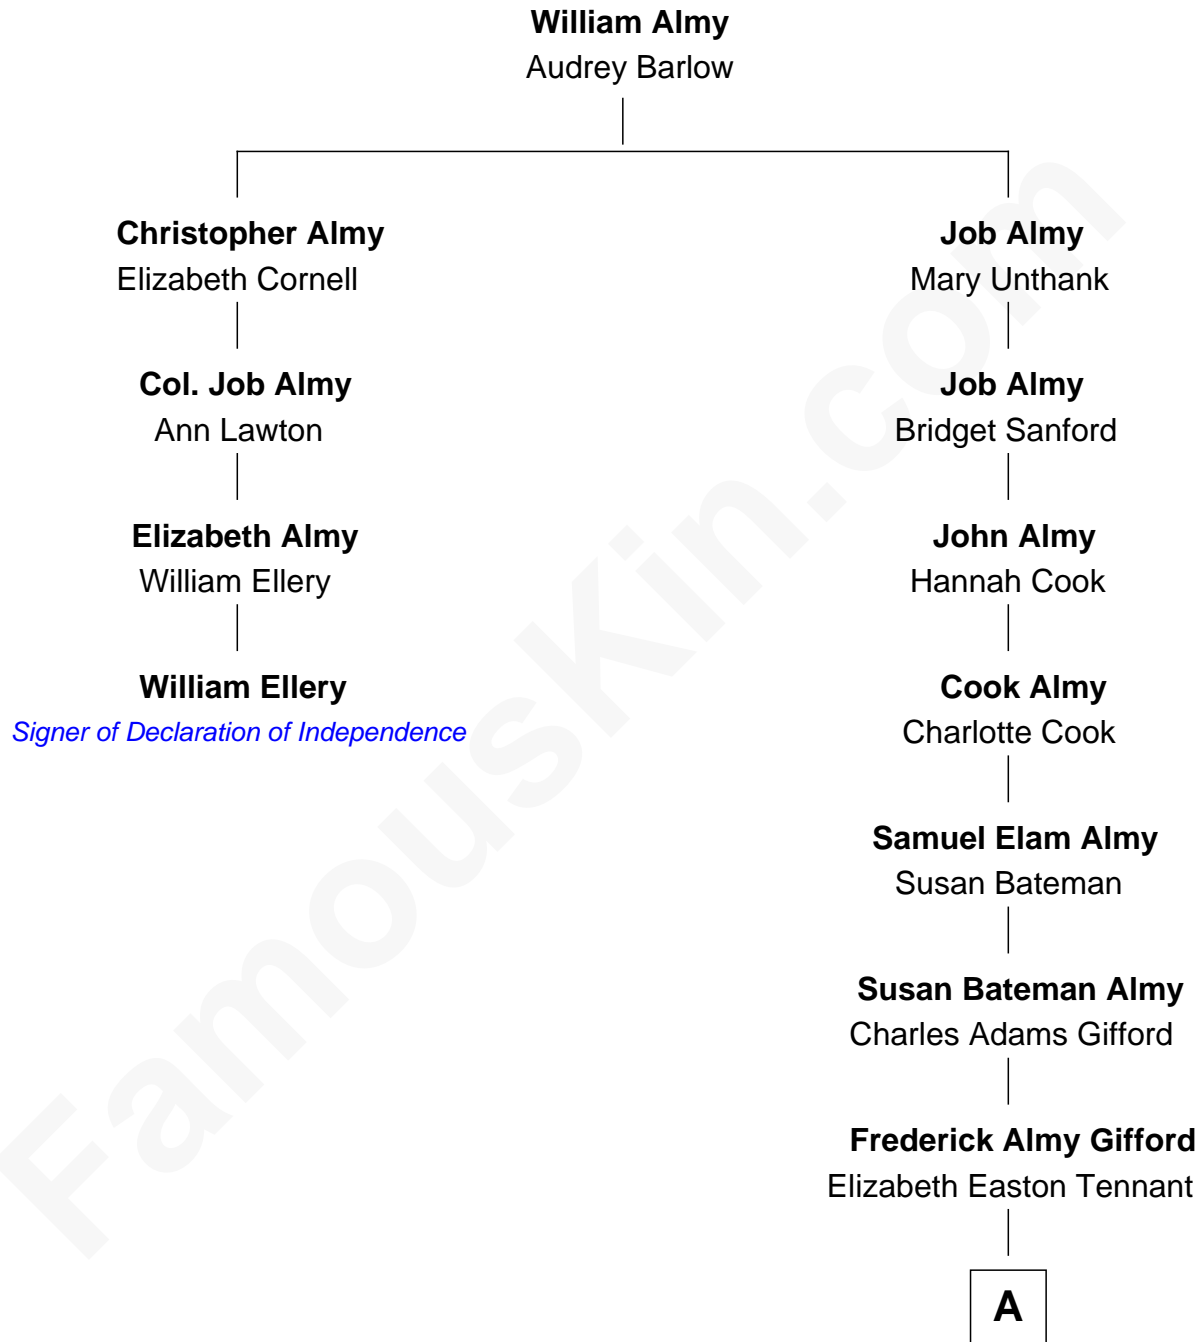 William Almy
Audrey Barlow
Christopher Almy
Elizabeth Cornell
Job Almy
Mary Unthank
Col. Job Almy
Ann Lawton
Job Almy
Bridget Sanford
Elizabeth Almy
William Ellery
John Almy
Hannah Cook
William Ellery
Signer of Declaration of Independence
Cook Almy
Charlotte Cook
Samuel Elam Almy
Susan Bateman
Susan Bateman Almy
Charles Adams Gifford
Frederick Almy Gifford
Elizabeth Easton Tennant
A
FamousKin.com